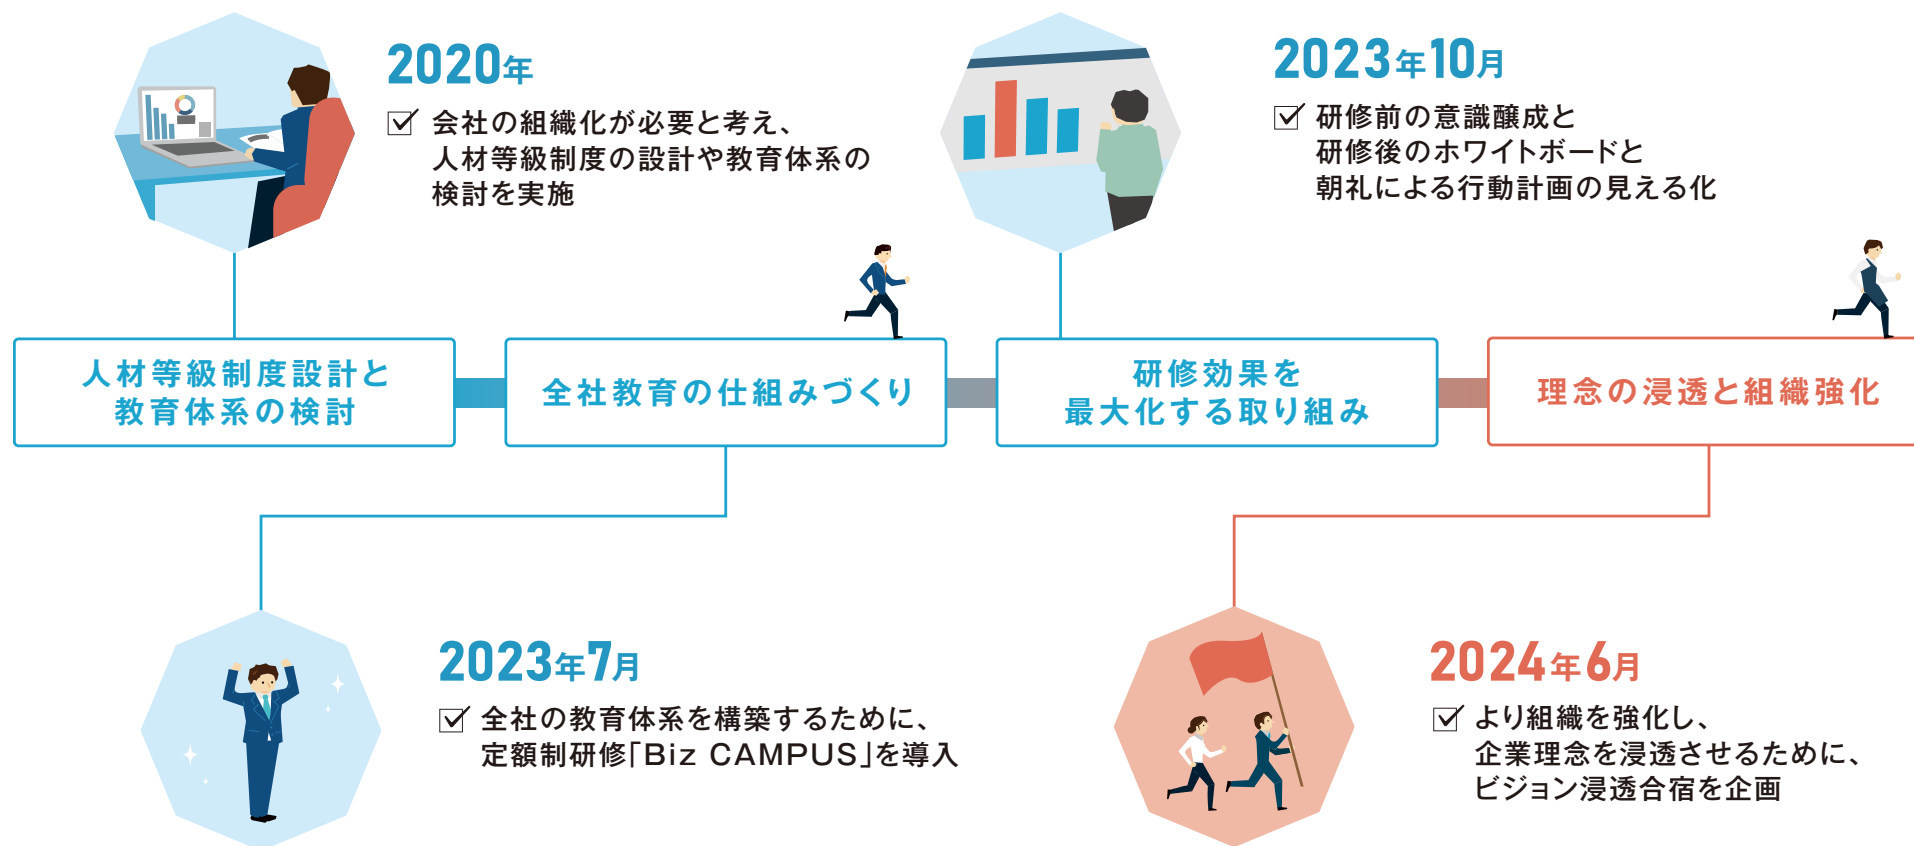 2020年
会社の組織化が必要と考え、
人材等級制度の設計や教育体系の
検討を実施
2023年10月
研修前の意識醸成と
研修後のホワイトボードと
朝礼による行動計画の見える化
人材等級制度設計と
教育体系の検討
全社教育の仕組みづくり
研修効果を
最大化する取り組み
理念の浸透と組織強化
2023年7月
全社の教育体系を構築するために、
定額制研修「Biz CAMPUS」を導入
2024年6月
より組織を強化し、
企業理念を浸透させるために、
ビジョン浸透合宿を企画